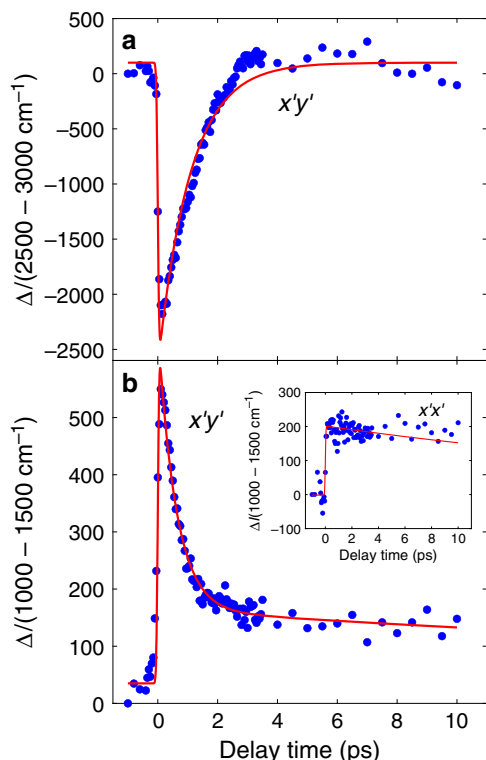 a
500
0
−500
−1000
−1500
−2000
−2500
Δ/(2500 – 3000 cm⁻¹)
x′y′
b
500
400
300
200
100
0
Δ/(1000 – 1500 cm⁻¹)
x′y′
300
200
100
0
−100
Δ/(1000 – 1500 cm⁻¹)
x′x′
0 2 4 6 8 10
Delay time (ps)
0 2 4 6 8 10
Delay time (ps)